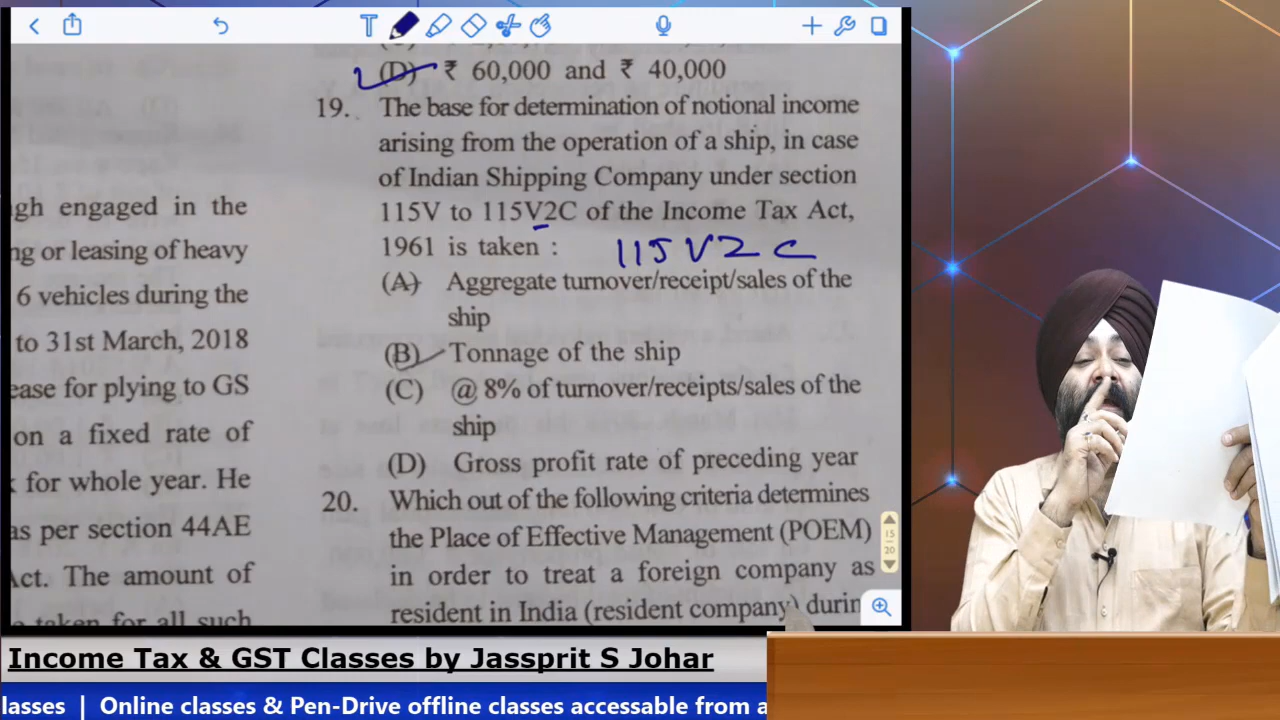 (D) ₹ 60,000 and ₹ 40,000
19. The base for determination of notional income
arising from the operation of a ship, in case
of Indian Shipping Company under section
115V to 115V2C of the Income Tax Act,
1961 is taken :
115V2C
(A) Aggregate turnover/receipt/sales of the
ship
(B) Tonnage of the ship
(C) @ 8% of turnover/receipts/sales of the
ship
(D) Gross profit rate of preceding year
20. Which out of the following criteria determines
the Place of Effective Management (POEM)
in order to treat a foreign company as
resident in India (resident company)
engaged in the
or leasing of heavy
6 vehicles during the
to 31st March, 2018
for plying to GS
on a fixed rate of
for whole year. He
as per section 44AE
The amount of
taken for all such
15
20
Income Tax & GST Classes by Jassprit S Johar
| Online classes & Pen-Drive offline classes accessable from